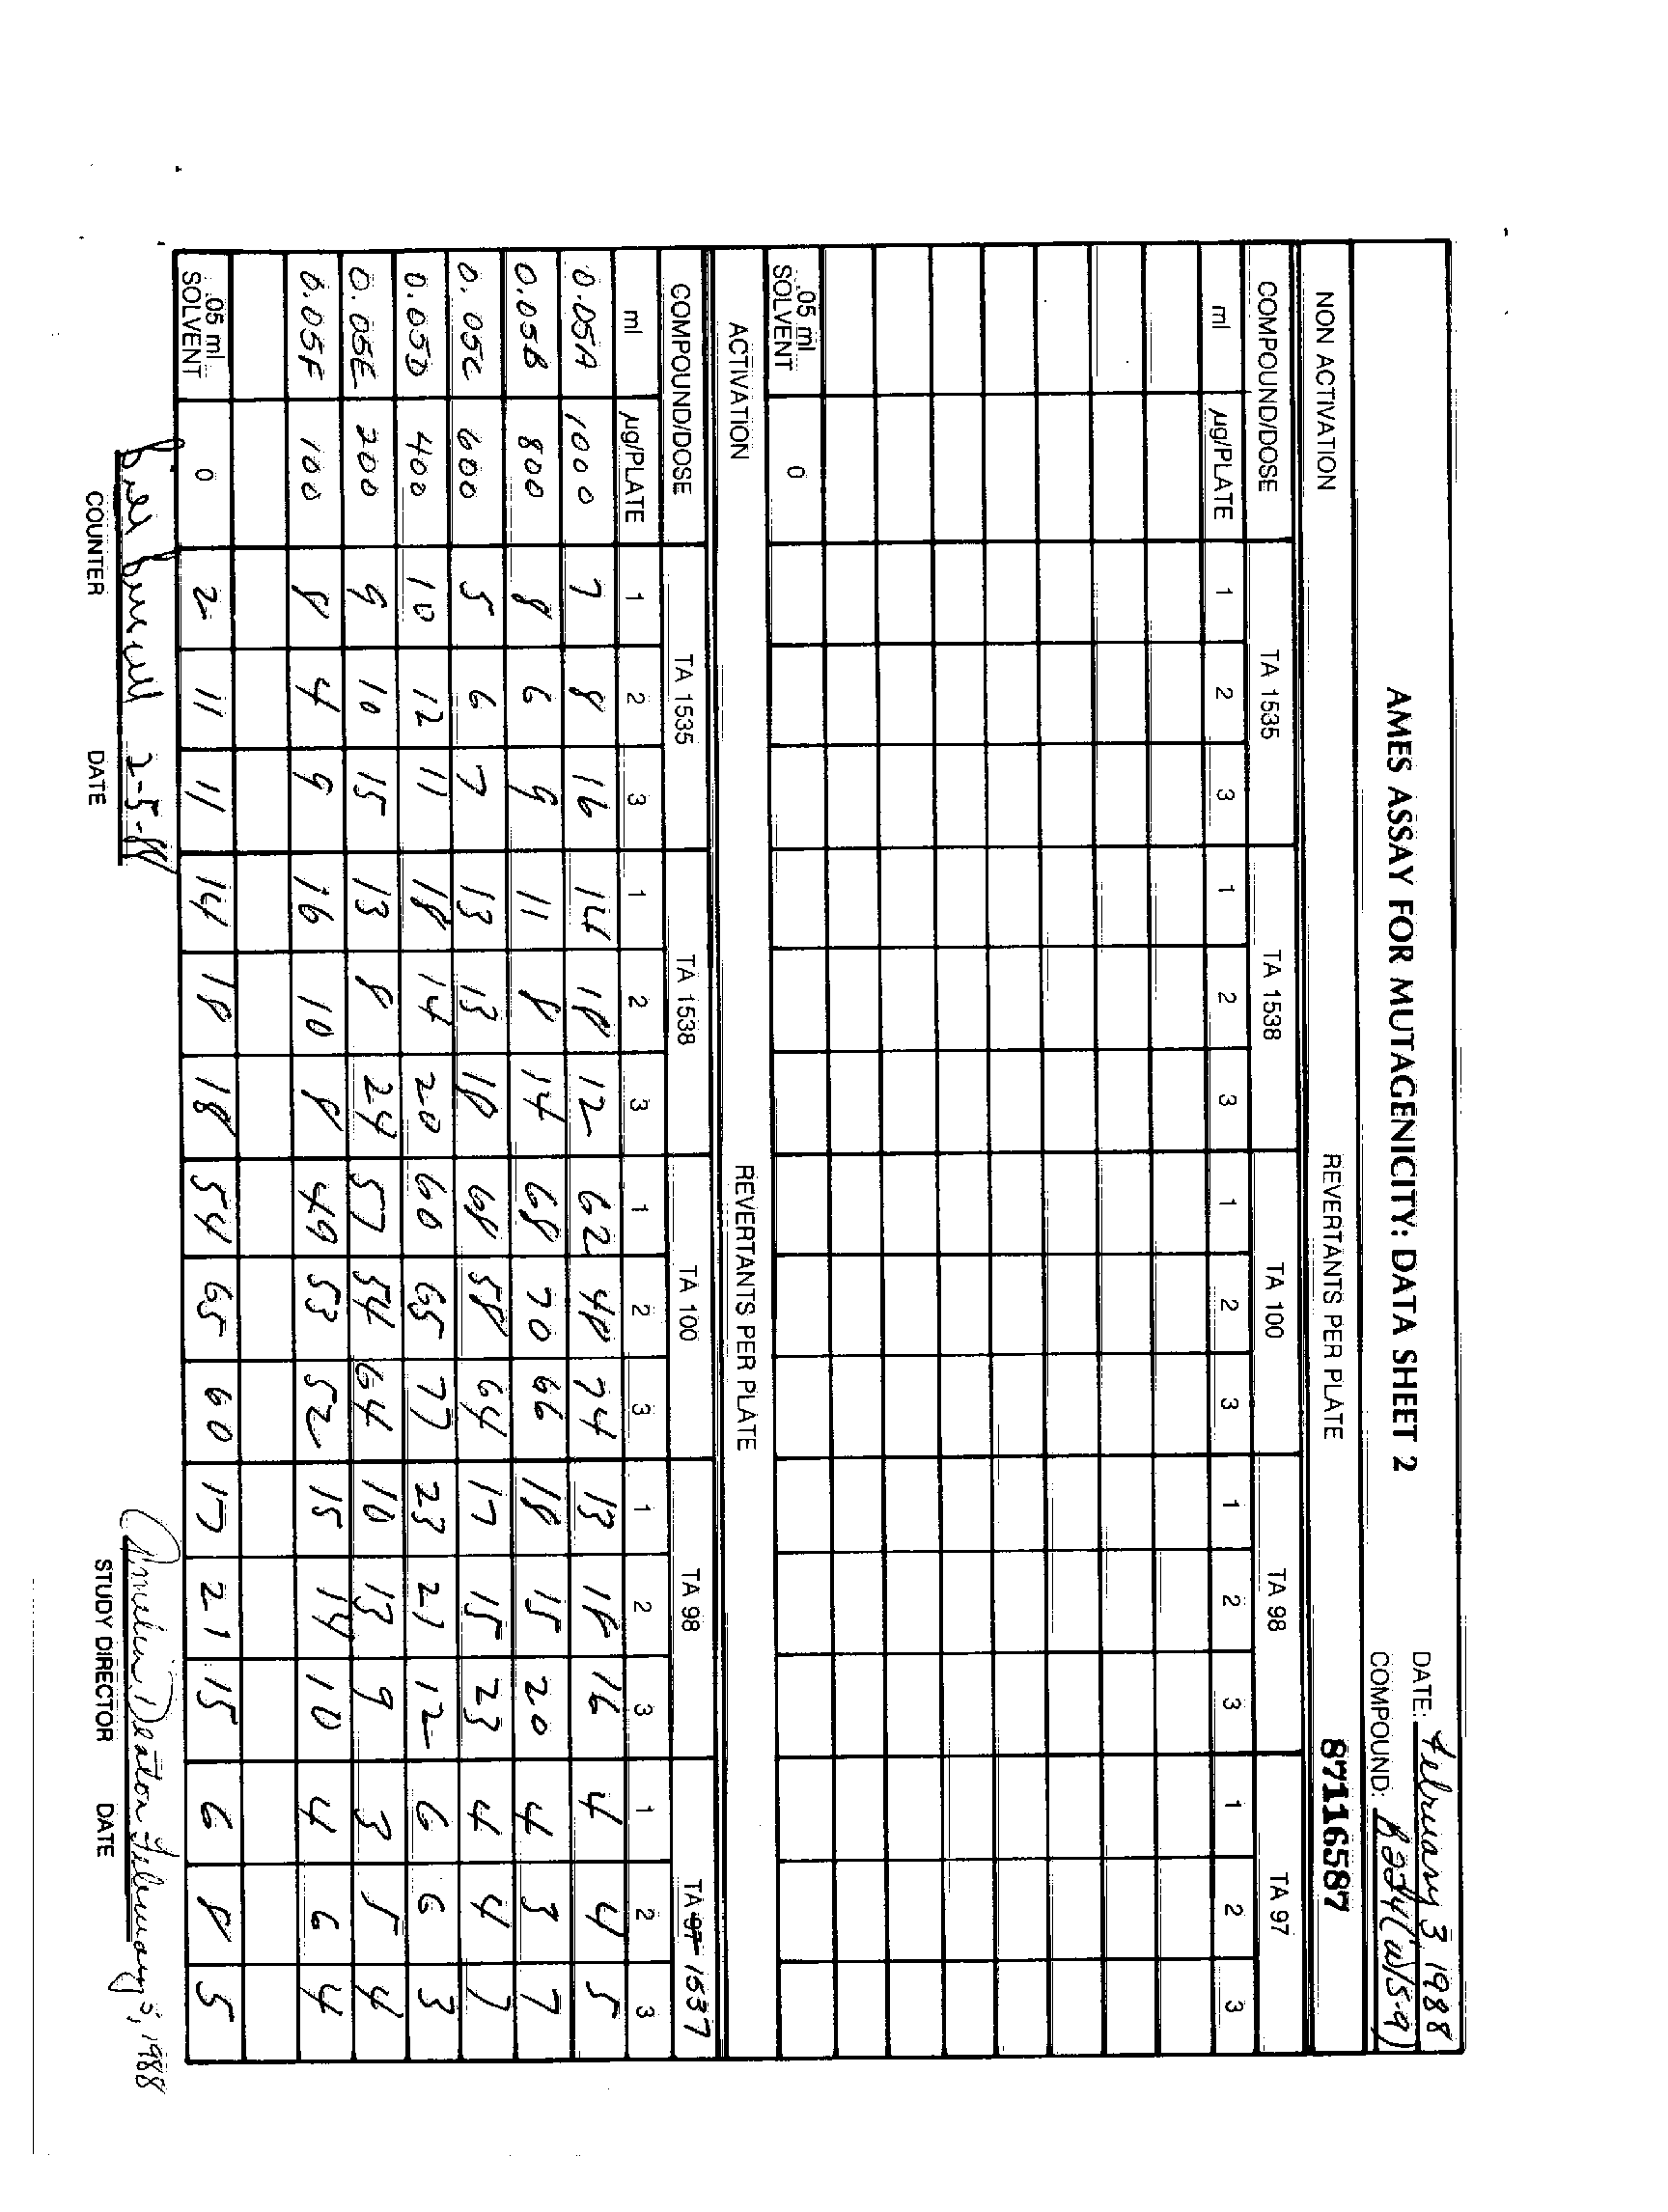 AMES ASSAY FOR MUTAGENICITY: DATA SHEET 2
DATE: February 3 1988
COMPOUND: B234 (W/S-9)
87116587
NON ACTIVATION REVERTANTS PER PLATE
COMPOUND/DOSE TA 1535 TA 1538 TA 100 TA 98 TA 97
ml µg/PLATE 1 2 3 1 2 3 1 2 3 1 2 3 1 2 3
.05 ml SOLVENT 0
ACTIVATION REVERTANTS PER PLATE
COMPOUND/DOSE TA 1535 TA 1538 TA 100 TA 98 TA 97 1537
ml µg/PLATE 1 2 3 1 2 3 1 2 3 1 2 3 1 2 3
0.05A 1000 7 8 16 14 18 12 62 48 74 13 18 16 4 4 5
0.05B 800 8 6 9 11 8 14 68 70 66 18 15 20 4 3 7
0.05C 600 5 6 7 13 13 18 68 58 64 17 15 23 4 4 7
0.05D 400 10 12 11 18 14 20 60 65 77 23 21 12 6 6 3
0.05E 200 9 10 15 13 8 24 57 54 64 10 13 9 3 5 4
0.05F 100 8 4 9 16 10 8 49 53 52 15 14 10 4 6 4
.05 ml SOLVENT 0 2 11 11 14 18 18 54 65 60 17 21 15 6 8 5
Bill 2-5-88 Deaton February 5, 1988
COUNTER DATE STUDY DIRECTOR DATE